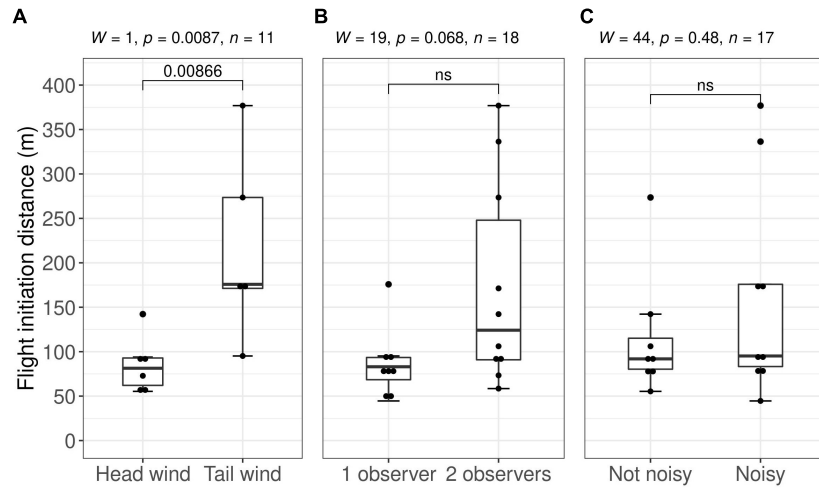 A
W = 1, p = 0.0087, n = 11
B
W = 19, p = 0.068, n = 18
C
W = 44, p = 0.48, n = 17
Flight initiation distance (m)
400
350
300
250
200
150
100
50
0
0.00866
ns
ns
Head wind
Tail wind
1 observer
2 observers
Not noisy
Noisy